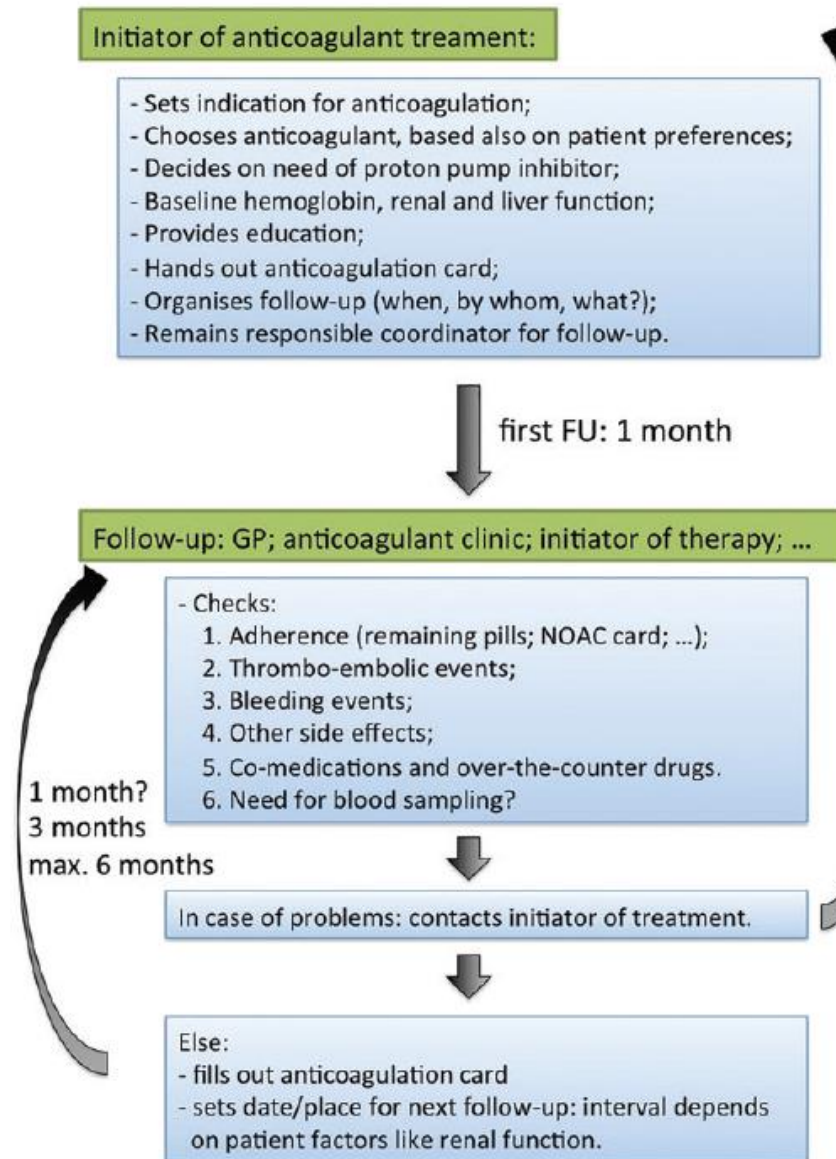 Initiator of anticoagulant treament:
- Sets indication for anticoagulation;
- Chooses anticoagulant, based also on patient preferences;
- Decides on need of proton pump inhibitor;
- Baseline hemoglobin, renal and liver function;
- Provides education;
- Hands out anticoagulation card;
- Organises follow-up (when, by whom, what?);
- Remains responsible coordinator for follow-up.
first FU: 1 month
Follow-up: GP; anticoagulant clinic; initiator of therapy; ...
- Checks:
1. Adherence (remaining pills; NOAC card; ...);
2. Thrombo-embolic events;
3. Bleeding events;
4. Other side effects;
5. Co-medications and over-the-counter drugs.
6. Need for blood sampling?
1 month?
3 months
max. 6 months
In case of problems: contacts initiator of treatment.
Else:
- fills out anticoagulation card
- sets date/place for next follow-up: interval depends
on patient factors like renal function.